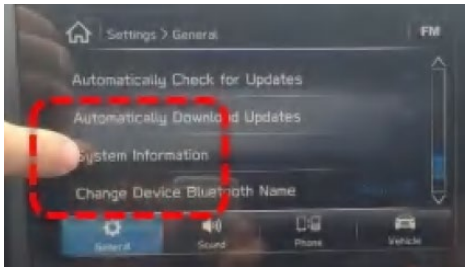 Settings > General
FM
Automatically Check for Updates
Automatically Download Updates
System Information
Change Device Bluetooth Name
General
Sound
Phone
Vehicle